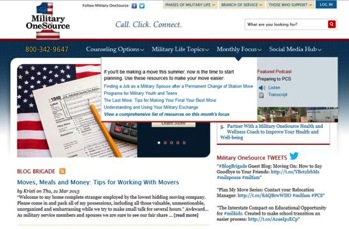 Military OneSource
Follow Military OneSource
PHASES OF MILITARY LIFE
BRANCH OF SERVICE
THOSE WHO SUPPORT
LOG IN
Call. Click. Connect.
What are you looking for?
800-342-9647
Counseling Options
Military Life Topics
Monthly Focus
Social Media Hub
If you'll be making a move this summer, now is the time to start
planning. Use these resources to make your move easier.
Finding a Job as a Military Spouse after a Permanent Change of Station Move
Programs for Military Youth and Teens
The Last Move: Tips for Making Your Final Your Best Move
Understanding and Using Your Military Exchange
View a comprehensive list of resources on this month's focus
Featured Podcast
Preparing to PCS
Listen
Transcript
5. Partner With a Military OneSource Health and
Wellness Coach to Improve Your Health and
Well-being
BLOG BRIGADE
Moves, Meals and Money: Tips for Working With Movers
by Kristi on Thu, 21 Mar 2013
"Welcome to my home complete stranger employed by the lowest bidding moving company.
Please come in and pack all of my possessions, including all those valuable, unmentionable,
unorganized and embarrassing while we try to make small talk for several hours." Awkward...
As military service members and spouses we are sure to see our fair share ... (read more)
Military OneSource TWEETS
"#BlogBrigade Guest Blog: Moving On: How to Say
Goodbye to Your Friends:
#milspouse #milfam"
"Plan My Move Series: Contact your Relocation
Manager: #military #PCS"
"The Interstate Compact on Educational Opportunity
for #milkids. Created to make school transition an
easier process: